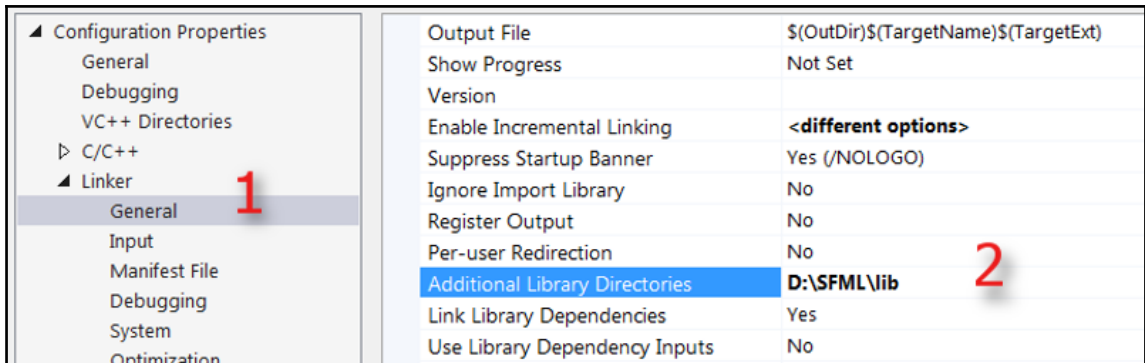 Configuration Properties
General
Debugging
VC++ Directories
C/C++
Linker
General
1
Input
Manifest File
Debugging
System
Optimization
Output File $(OutDir)$(TargetName)$(TargetExt)
Show Progress Not Set
Version
Enable Incremental Linking <different options>
Suppress Startup Banner Yes (/NOLOGO)
Ignore Import Library No
Register Output No
Per-user Redirection No
Additional Library Directories D:\SFML\lib
2
Link Library Dependencies Yes
Use Library Dependency Inputs No